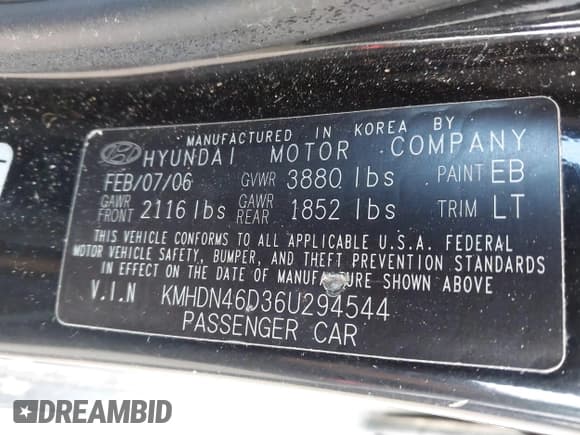 MANUFACTURED IN KOREA BY
HYUNDAI MOTOR COMPANY
FEB/07/06 GVWR 3880 lbs PAINT EB
GAWR FRONT 2116 lbs GAWR REAR 1852 lbs TRIM LT
THIS VEHICLE CONFORMS TO ALL APPLICABLE U.S.A. FEDERAL
MOTOR VEHICLE SAFETY, BUMPER, AND THEFT PREVENTION STANDARDS
IN EFFECT ON THE DATE OF MANUFACTURE SHOWN ABOVE
V.I.N KMHDN46D36U294544
PASSENGER CAR
DREAMBID